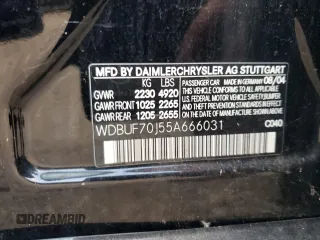 MFD BY DAIMLERCHRYSLER AG STUTTGART
KG LBS PASSENGER CAR MADE IN GERMANY 08/04
GVWR 2230 4920 THIS VEHICLE CONFORMS TO ALL APPLICABLE
GAWR FRONT 1025 2265 U.S. FEDERAL MOTOR VEHICLE SAFETY
GAWR REAR 1205 2655 BUMPER AND THEFT PREVENTION STANDARDS
IN EFFECT ON THE DATE OF MANUFACTURE SHOWN ABOVE
WDBUF70J55A666031 C040
© DREAMBID
DREAMBID.COM